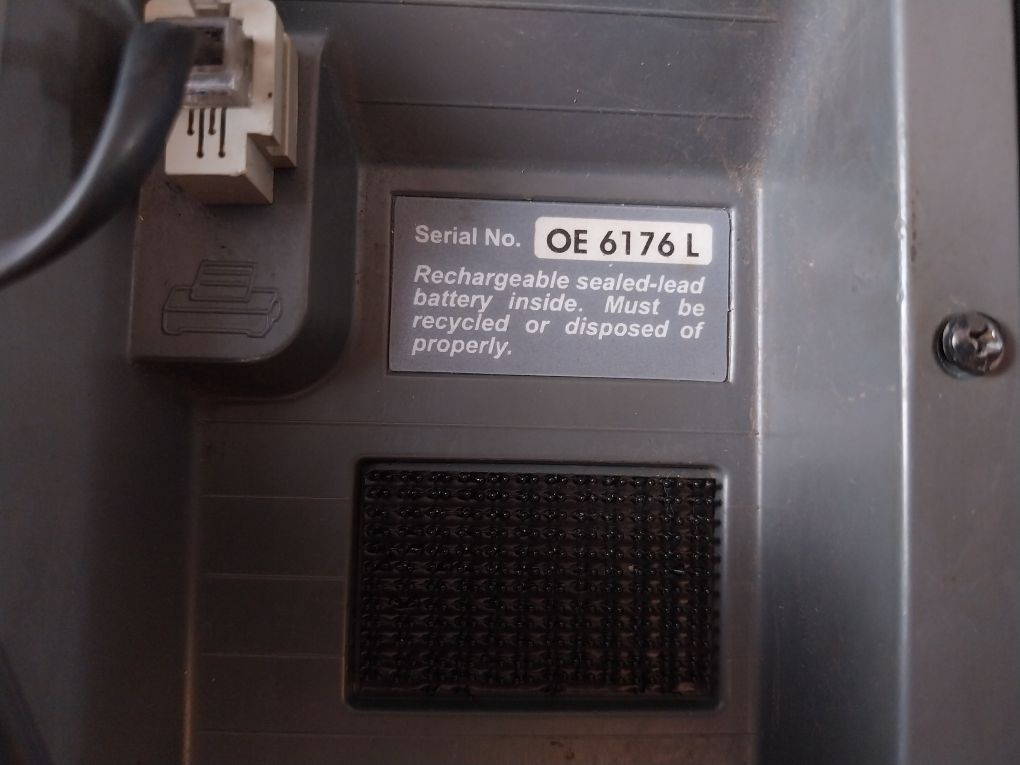 Serial No. OE 6176 L
Rechargeable sealed-lead
battery inside. Must be
recycled or disposed of
properly.